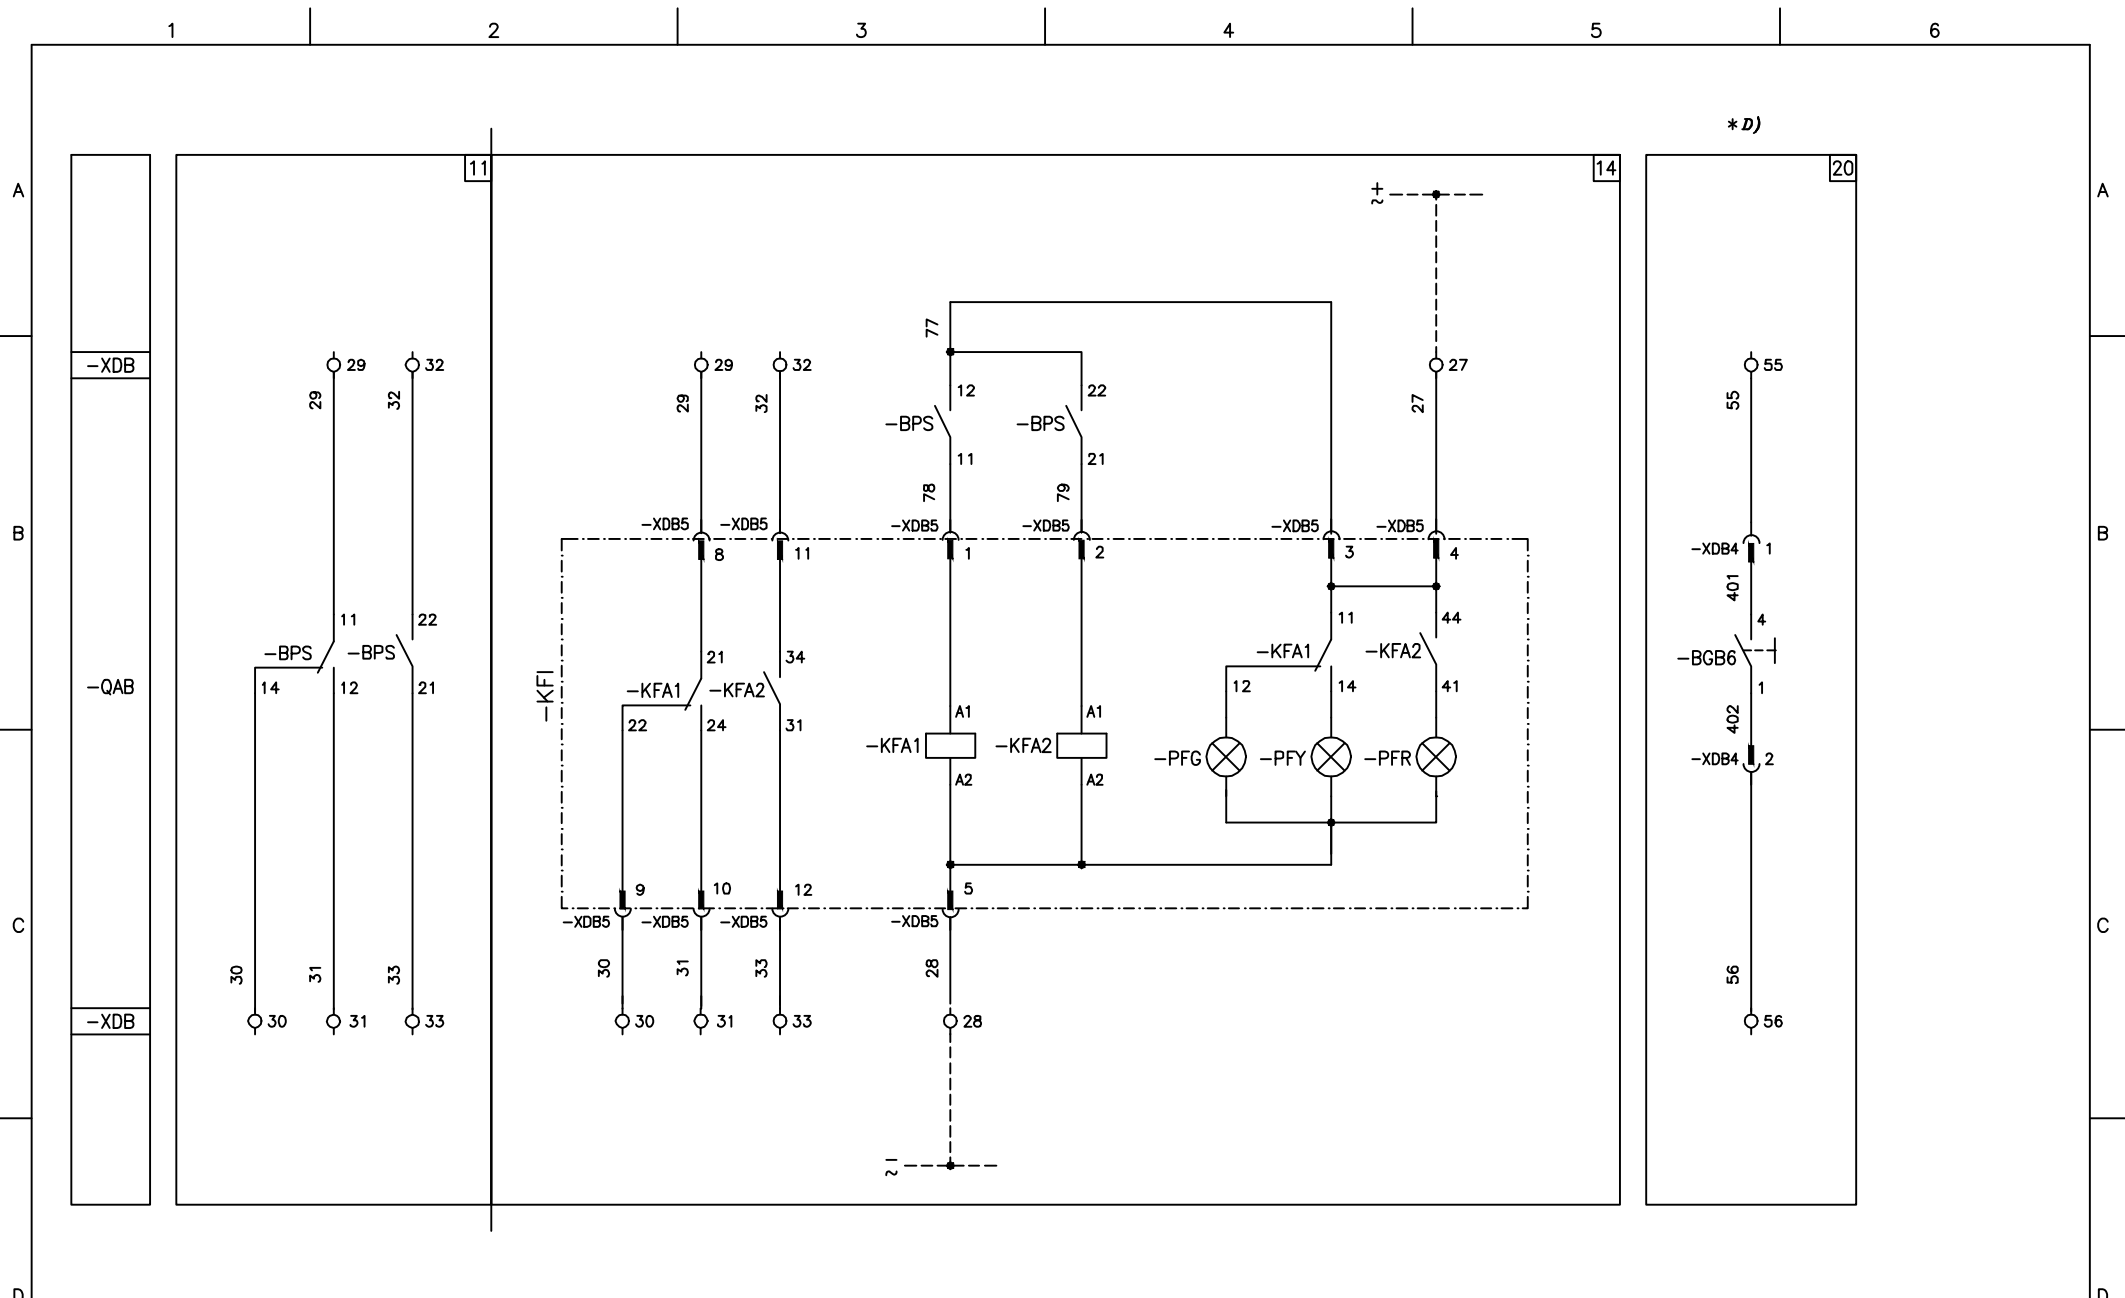 1 2 3 4 5 6
*D)
11 14 20
A + ~ A
77
-XDB 29 32 29 32 27 55
29 32 29 32 12 22 27 55
-BPS -BPS
11 21
78 79
-XDB5 -XDB5 -XDB5 -XDB5 -XDB5 -XDB5
B B
8 11 1 2 3 4 -XDB4 1
401
11 22 11 44 4
-BPS -BPS 21 34 -KFA1 -KFA2 -BGB6
-QAB 14 12 21 -KFI -KFA1 -KFA2 12 14 41 1
22 24 31 A1 A1 402
-KFA1 -KFA2 -PFG -PFY -PFR -XDB4 2
A2 A2
9 10 12 5
C -XDB5 -XDB5 -XDB5 -XDB5 C
30 31 33 30 31 33 28 56
-XDB 30 31 33 30 31 33 28 56
- ~
D D